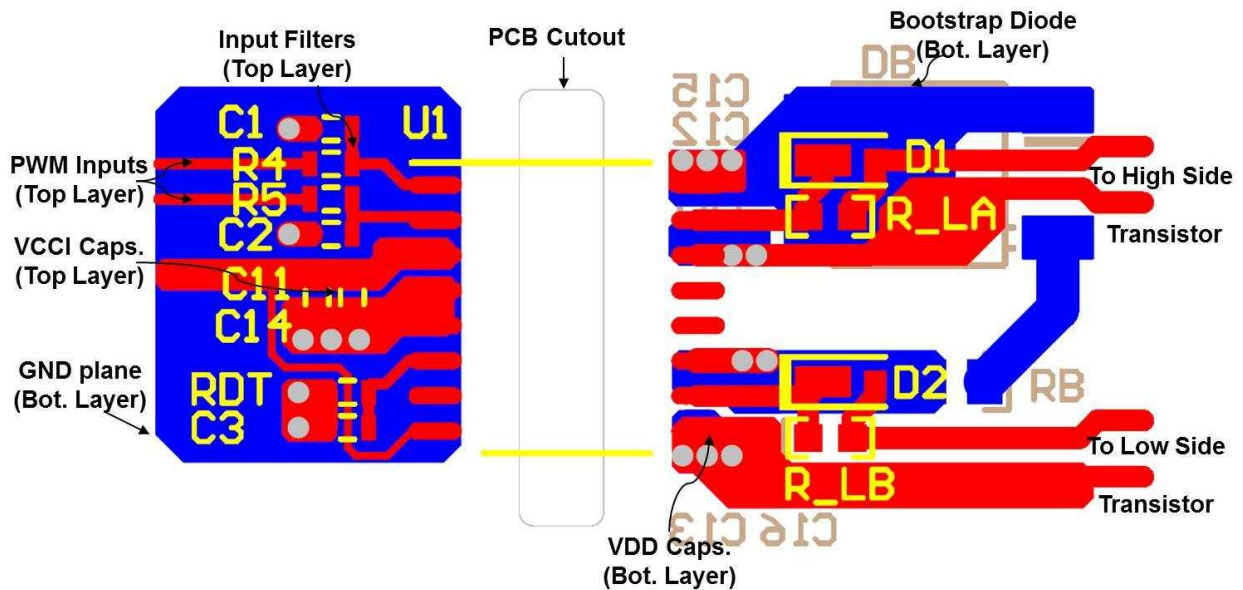 Input Filters
(Top Layer)
PCB Cutout
Bootstrap Diode
(Bot. Layer)
DB
C15
C12
C1
U1
PWM Inputs
(Top Layer)
R4
R5
C2
D1
R_LA
To High Side
Transistor
VCCI Caps.
(Top Layer)
C11
C14
GND plane
(Bot. Layer)
RDT
C3
D2
RB
R_LB
To Low Side
Transistor
C13
C16
VDD Caps.
(Bot. Layer)